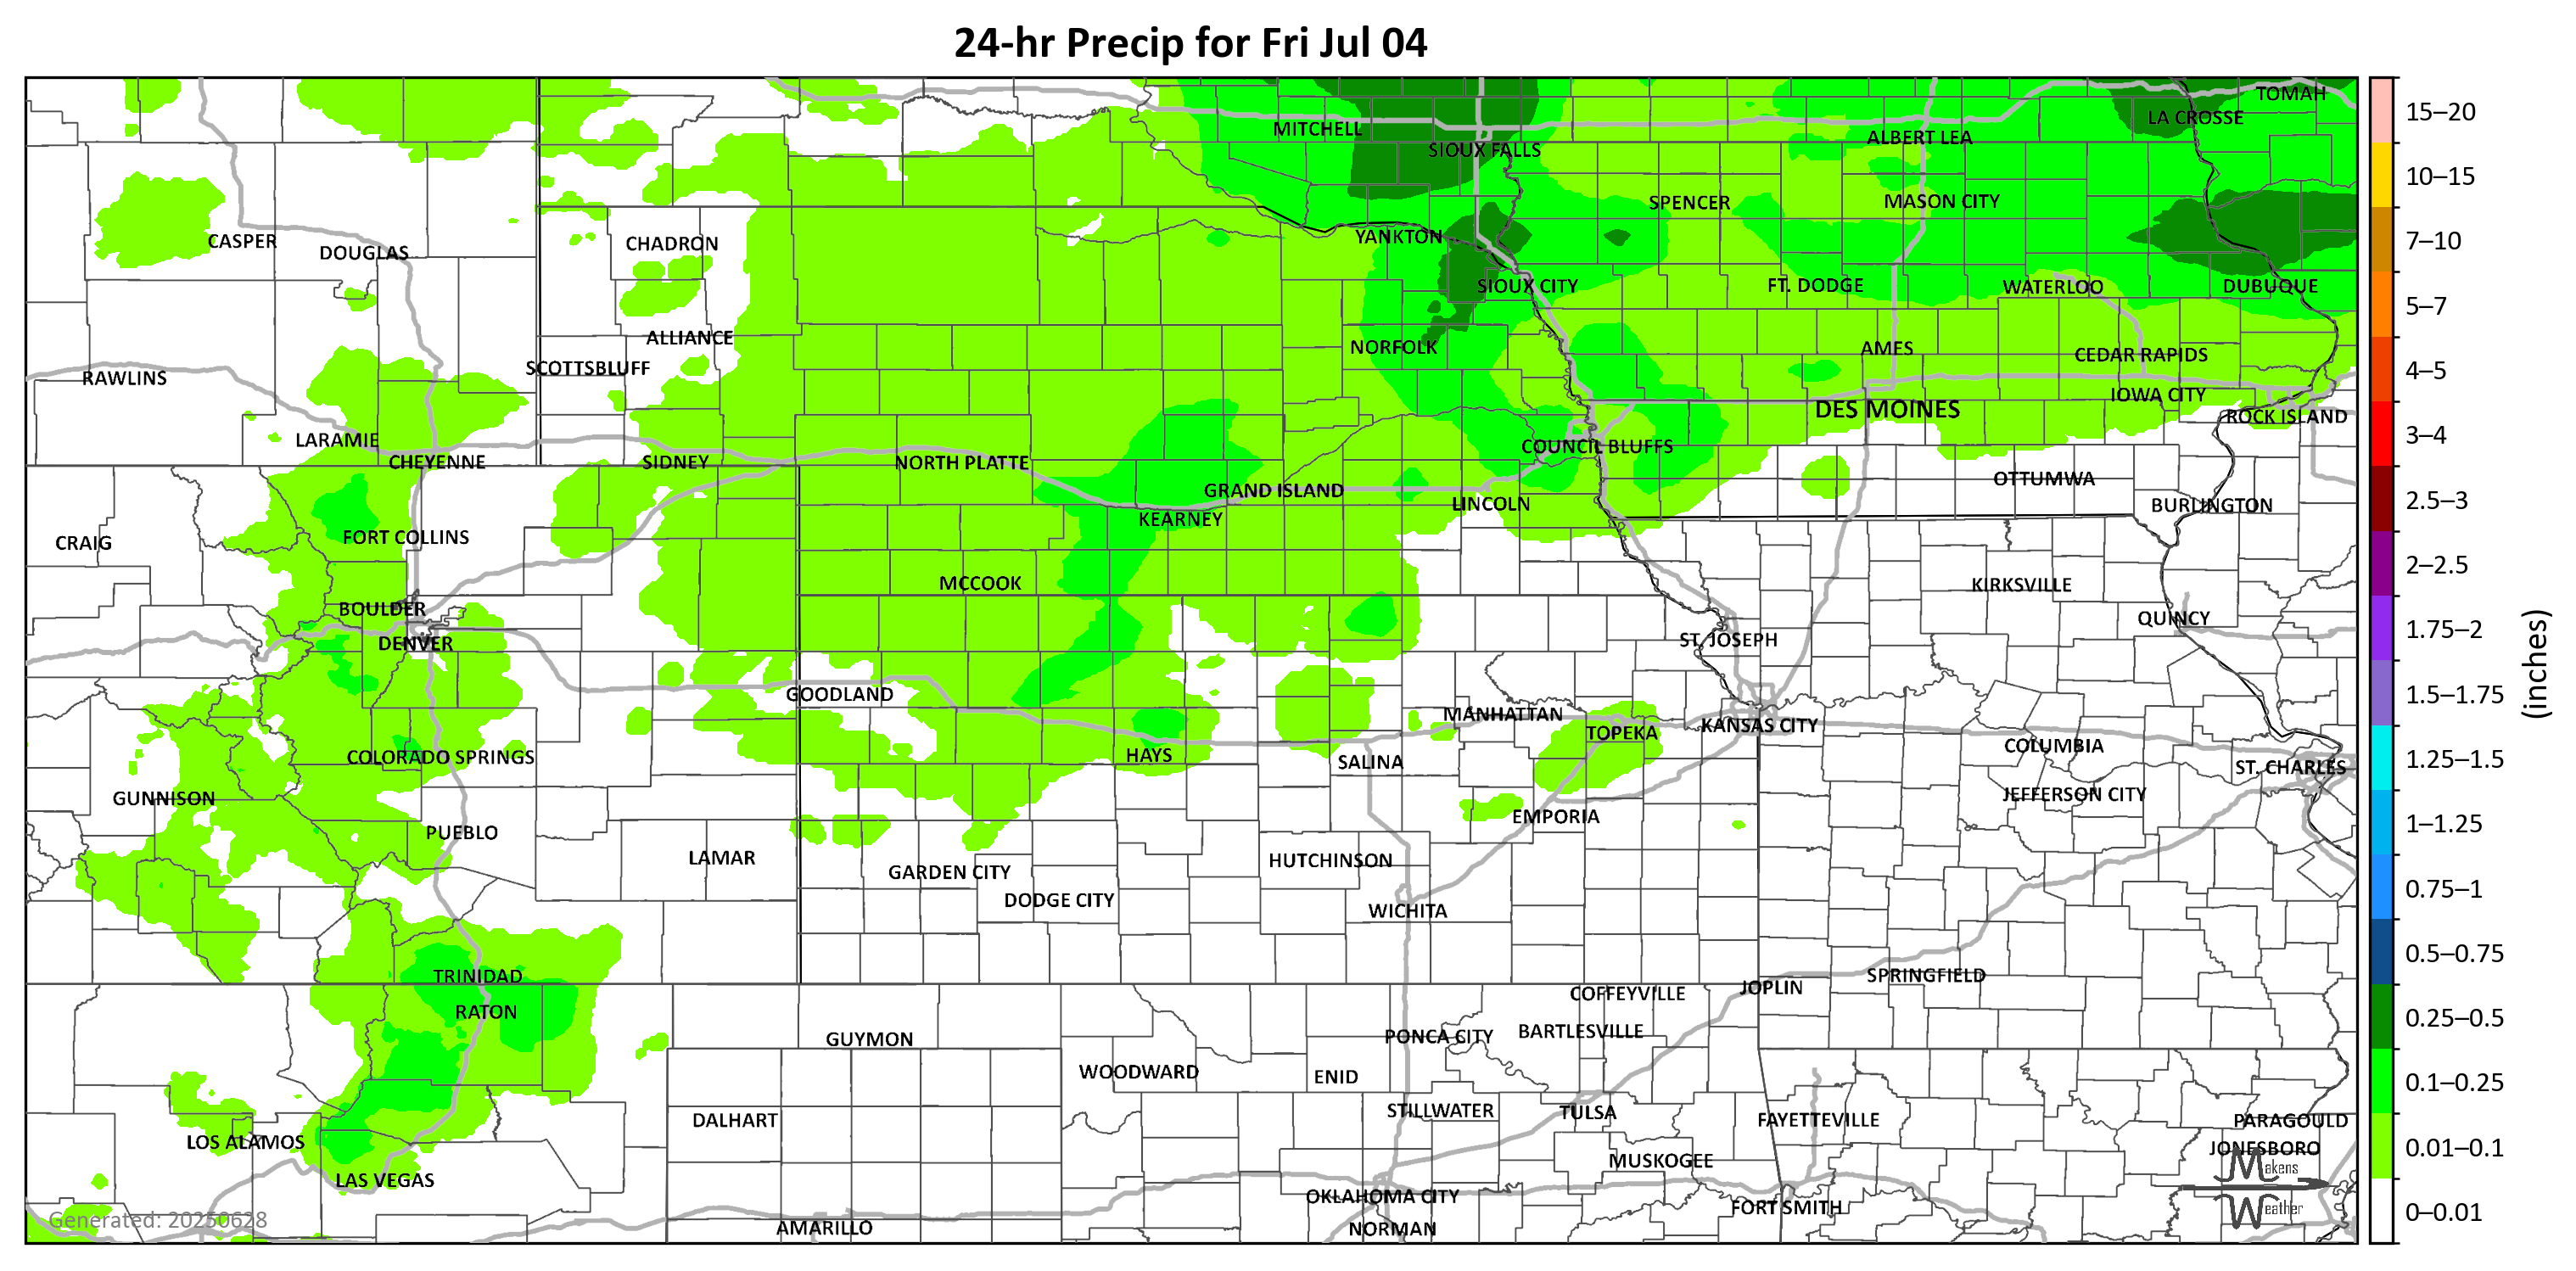 24-hr Precip for Fri Jul 04
TOMAH
LA CROSSE
MITCHELL
ALBERT LEA
SIOUX FALLS
SPENCER
MASON CITY
YANKTON
CASPER
CHADRON
DOUGLAS
SIOUX CITY
FT. DODGE
WATERLOO
DUBUQUE
ALLIANCE
NORFOLK
AMES
CEDAR RAPIDS
SCOTTSBLUFF
RAWLINS
IOWA CITY
DES MOINES
ROCK ISLAND
LARAMIE
COUNCIL BLUFFS
CHEYENNE
SIDNEY
NORTH PLATTE
OTTUMWA
GRAND ISLAND
LINCOLN
BURLINGTON
KEARNEY
FORT COLLINS
CRAIG
MCCOOK
KIRKSVILLE
BOULDER
QUINCY
DENVER
ST. JOSEPH
GOODLAND
MANHATTAN
KANSAS CITY
TOPEKA
COLUMBIA
COLORADO SPRINGS
HAYS
SALINA
ST. CHARLES
GUNNISON
JEFFERSON CITY
EMPORIA
PUEBLO
LAMAR
HUTCHINSON
GARDEN CITY
DODGE CITY
WICHITA
TRINIDAD
SPRINGFIELD
JOPLIN
COFFEYVILLE
RATON
BARTLESVILLE
PONCA CITY
GUYMON
WOODWARD
ENID
STILLWATER
TULSA
DALHART
FAYETTEVILLE
PARAGOULD
LOS ALAMOS
JONESBORO
MUSKOGEE
LAS VEGAS
OKLAHOMA CITY
FORT SMITH
AMARILLO
NORMAN
Generated: 20250628
Makens
Weather
15–20
10–15
7–10
5–7
4–5
3–4
2.5–3
2–2.5
1.75–2
1.5–1.75
1.25–1.5
1–1.25
0.75–1
0.5–0.75
0.25–0.5
0.1–0.25
0.01–0.1
0–0.01
(inches)